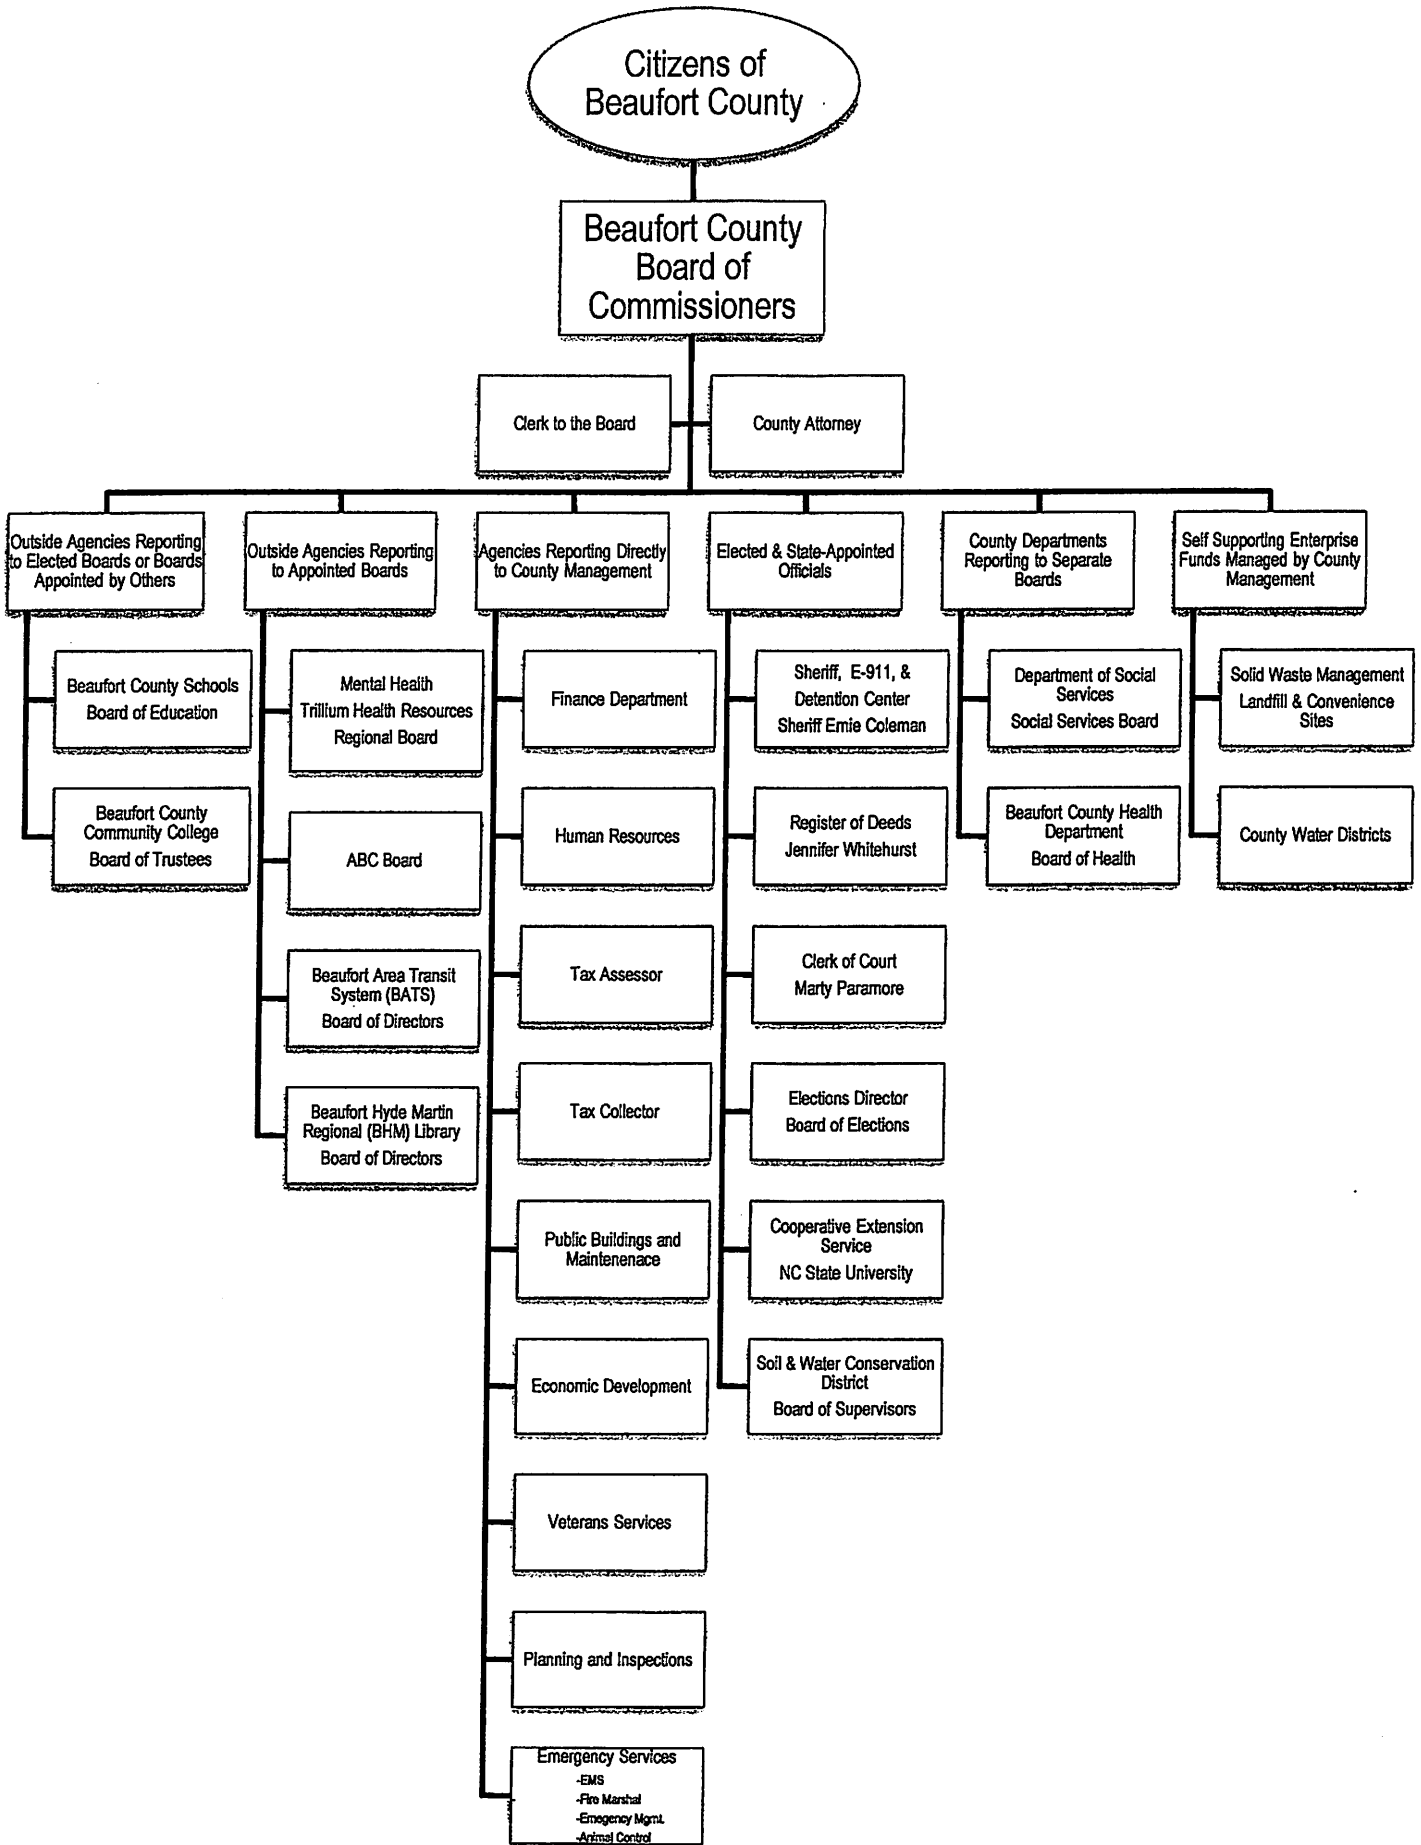 Citizens of
Beaufort County
Beaufort County
Board of
Commissioners
Clerk to the Board
County Attorney
Outside Agencies Reporting
to Elected Boards or Boards
Appointed by Others
Outside Agencies Reporting
to Appointed Boards
Agencies Reporting Directly
to County Management
Elected & State-Appointed
Officials
County Departments
Reporting to Separate
Boards
Self Supporting Enterprise
Funds Managed by County
Management
Beaufort County Schools
Board of Education
Beaufort County
Community College
Board of Trustees
Mental Health
Trillium Health Resources
Regional Board
ABC Board
Beaufort Area Transit
System (BATS)
Board of Directors
Beaufort Hyde Martin
Regional (BHM) Library
Board of Directors
Finance Department
Human Resources
Tax Assessor
Tax Collector
Public Buildings and
Maintenenace
Economic Development
Veterans Services
Planning and Inspections
Emergency Services
-EMS
-Fire Marshal
-Emegency Mgmt.
-Animal Control
Sheriff, E-911, &
Detention Center
Sheriff Ernie Coleman
Register of Deeds
Jennifer Whitehurst
Clerk of Court
Marty Paramore
Elections Director
Board of Elections
Cooperative Extension
Service
NC State University
Soil & Water Conservation
District
Board of Supervisors
Department of Social
Services
Social Services Board
Beaufort County Health
Department
Board of Health
Solid Waste Management
Landfill & Convenience
Sites
County Water Districts